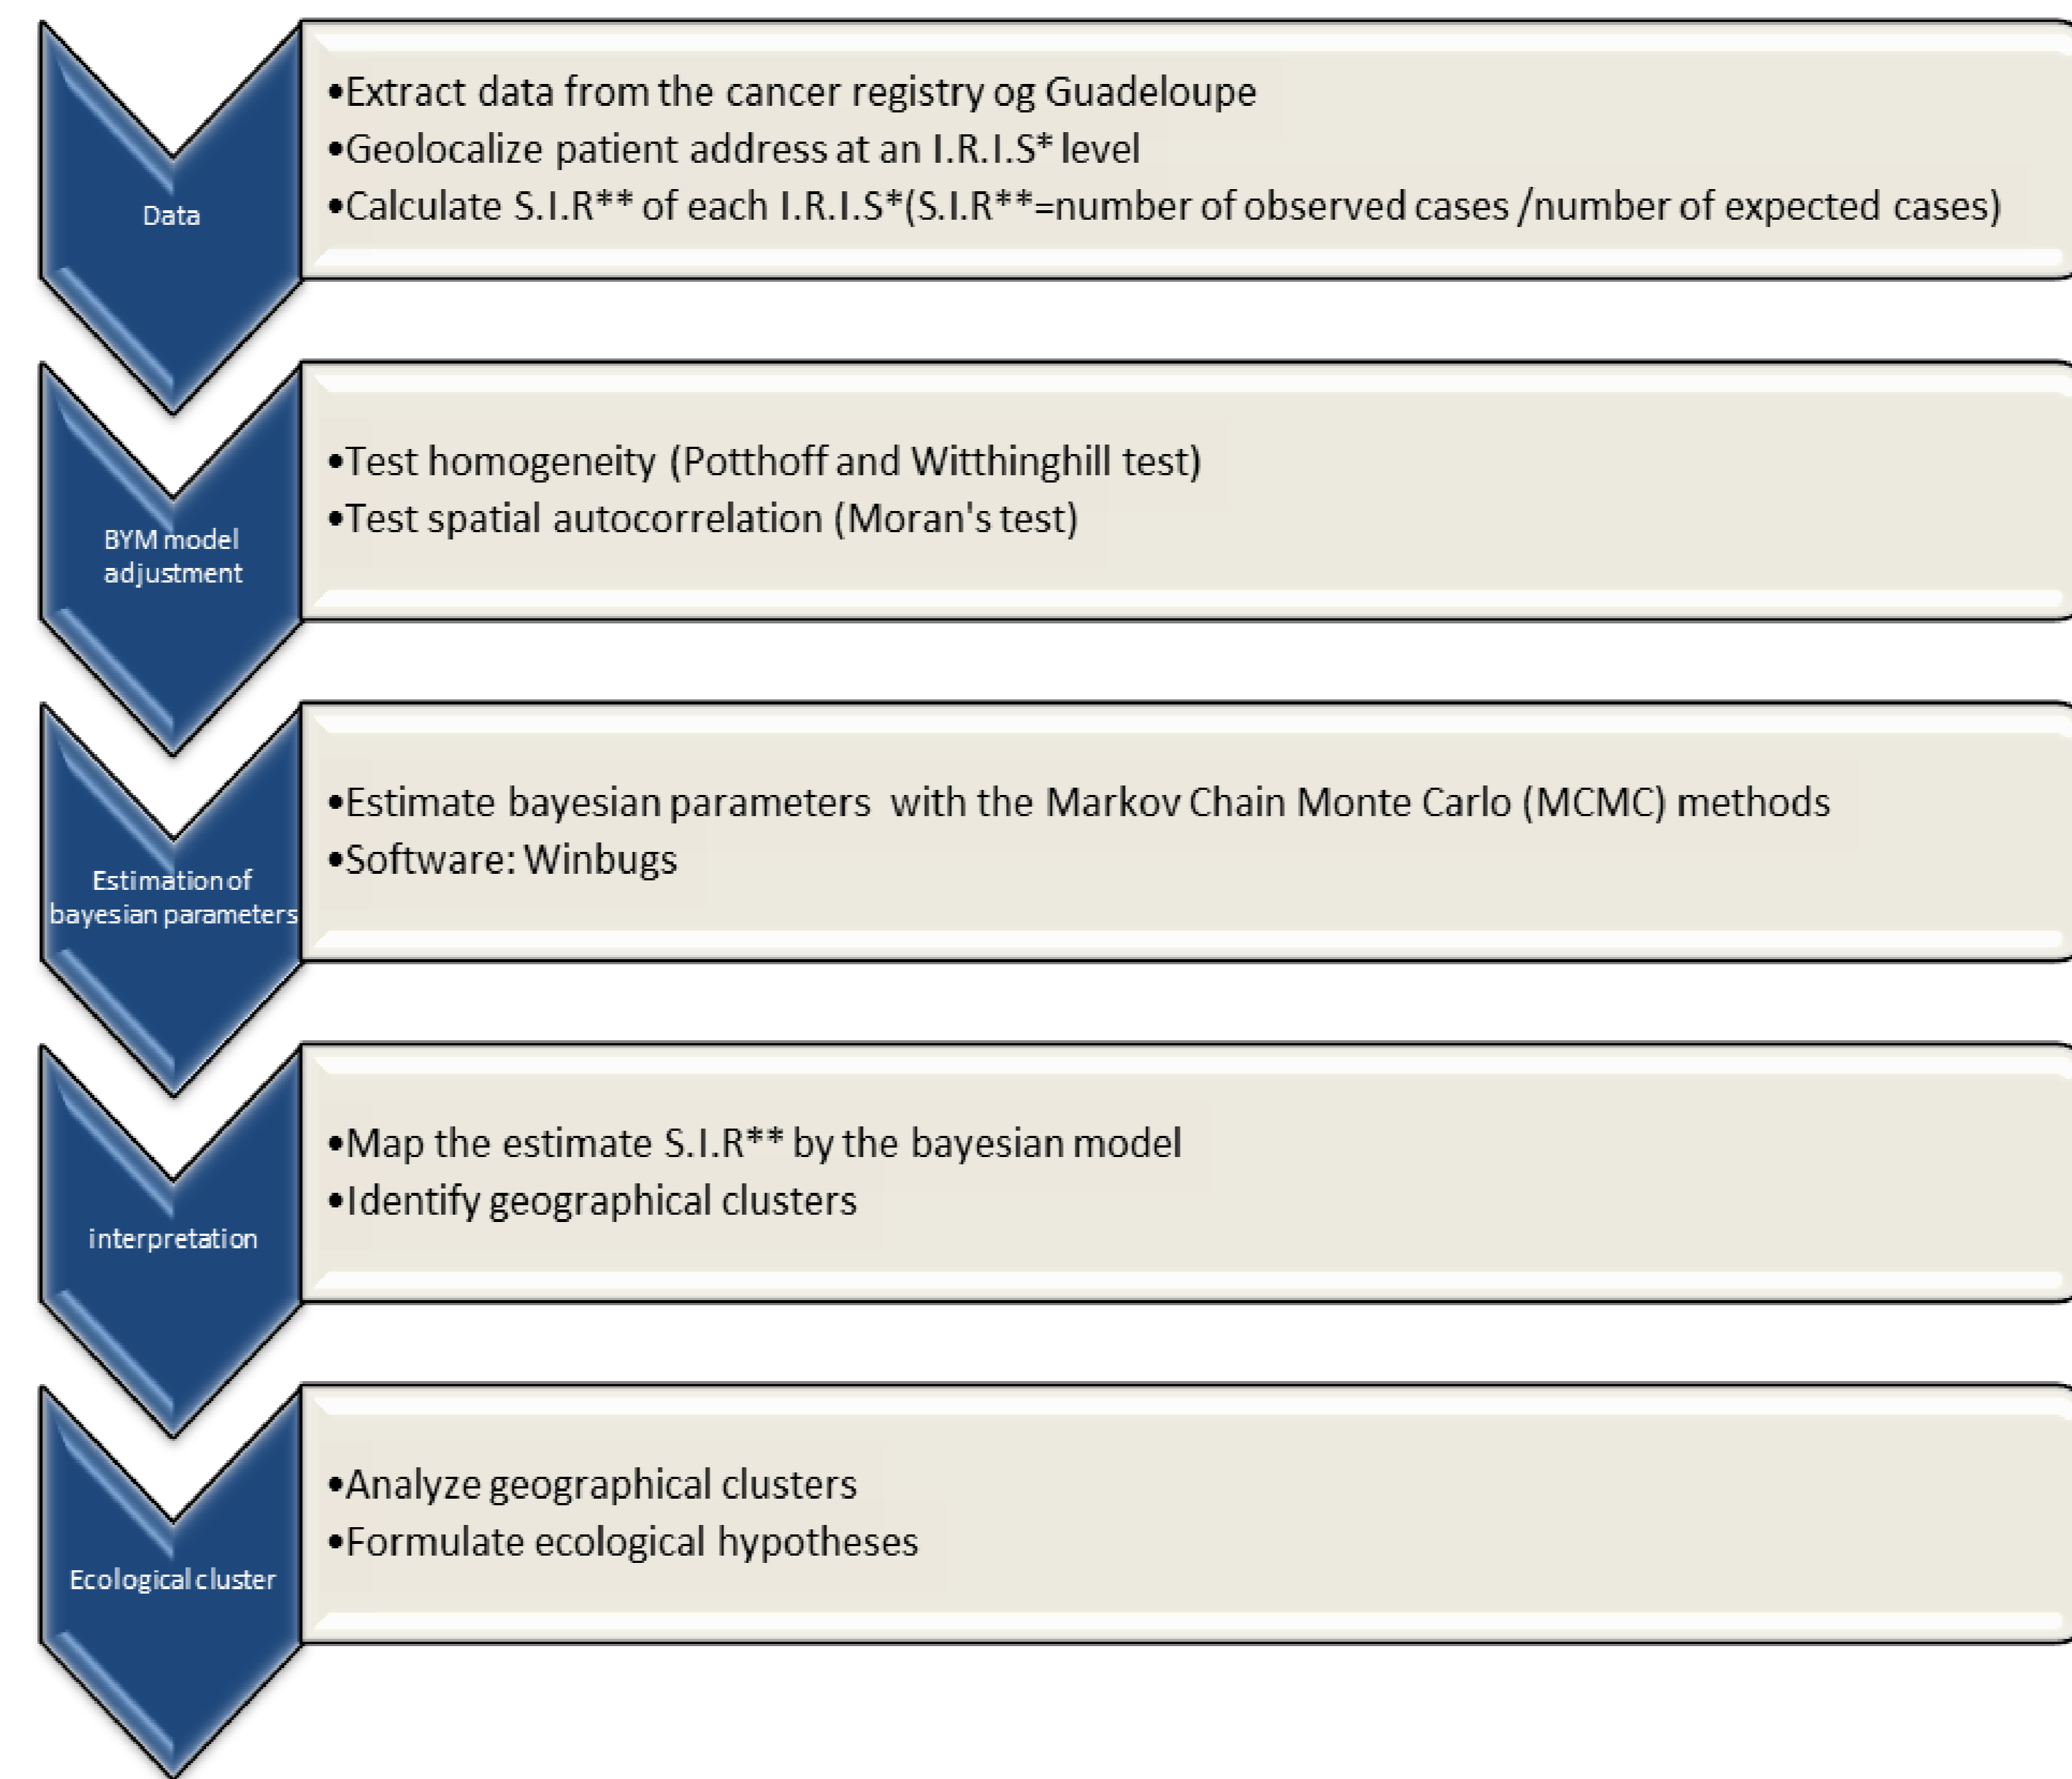 Data
•Extract data from the cancer registry og Guadeloupe
•Geolocalize patient address at an I.R.I.S* level
•Calculate S.I.R** of each I.R.I.S*(S.I.R**=number of observed cases /number of expected cases)
BYM model
adjustment
•Test homogeneity (Potthoff and Witthinghill test)
•Test spatial autocorrelation (Moran's test)
Estimation of
bayesian parameters
•Estimate bayesian parameters with the Markov Chain Monte Carlo (MCMC) methods
•Software: Winbugs
interpretation
•Map the estimate S.I.R** by the bayesian model
•Identify geographical clusters
Ecological cluster
•Analyze geographical clusters
•Formulate ecological hypotheses